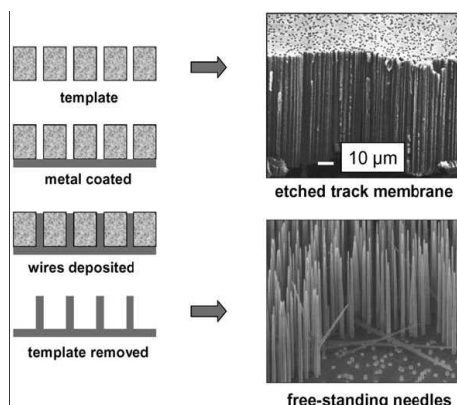 template
metal coated
wires deposited
template removed
10 µm
etched track membrane
free-standing needles